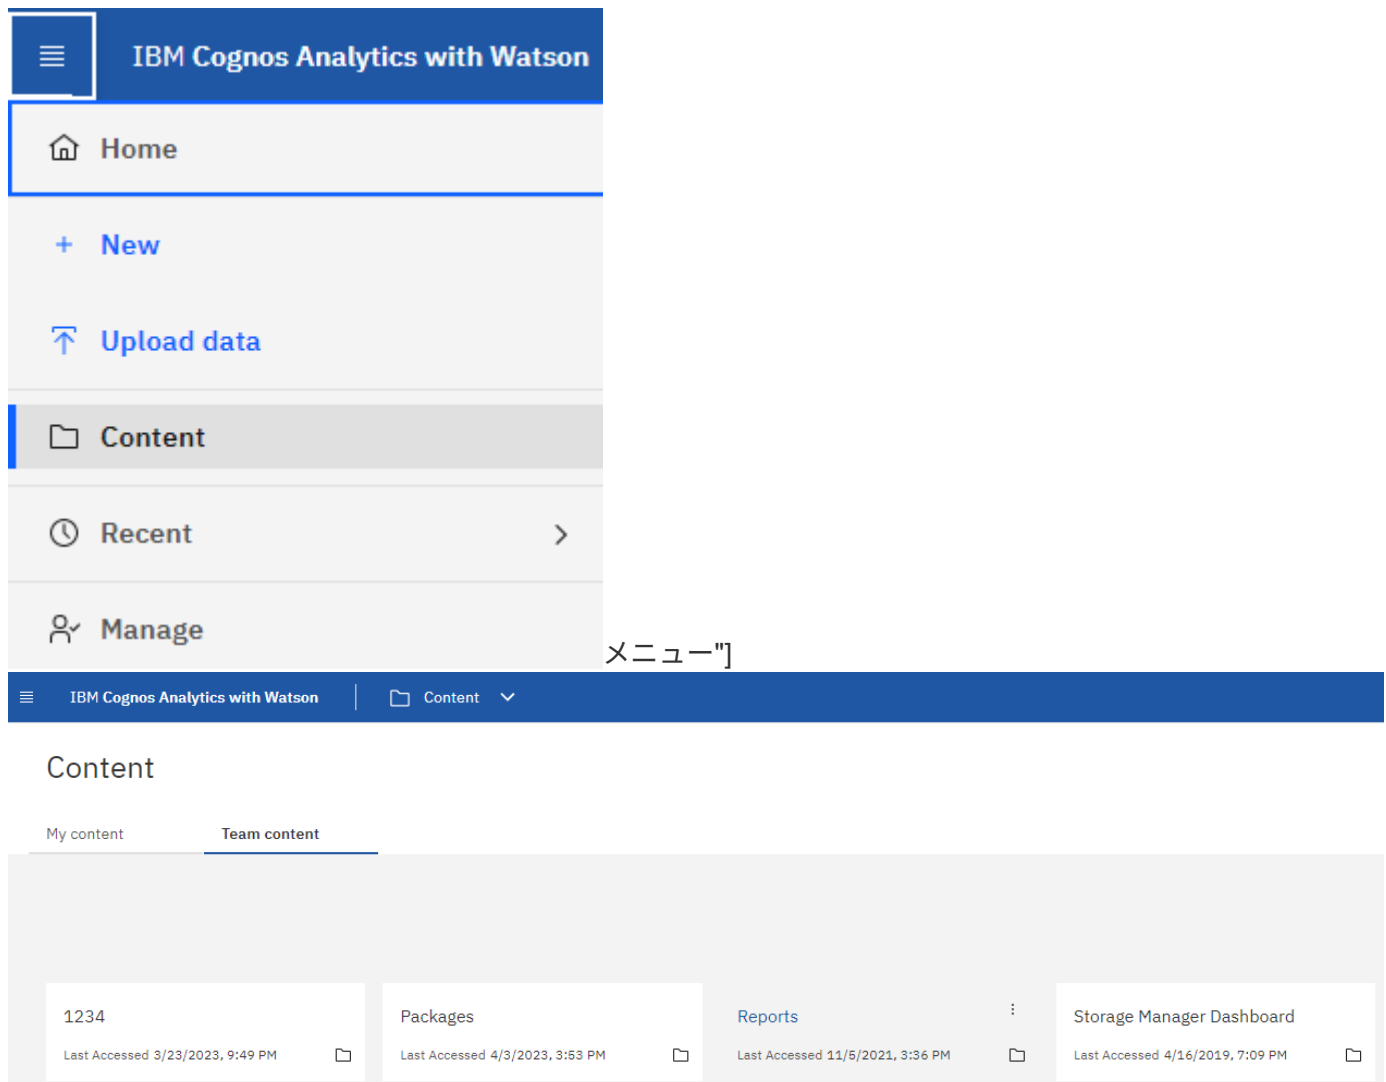 IBM Cognos Analytics with Watson
Home
New
Upload data
Content
Recent
Manage
メニュー"]
IBM Cognos Analytics with Watson
Content
Content
My content
Team content
1234
Last Accessed 3/23/2023, 9:49 PM
Packages
Last Accessed 4/3/2023, 3:53 PM
Reports
Last Accessed 11/5/2021, 3:36 PM
Storage Manager Dashboard
Last Accessed 4/16/2019, 7:09 PM